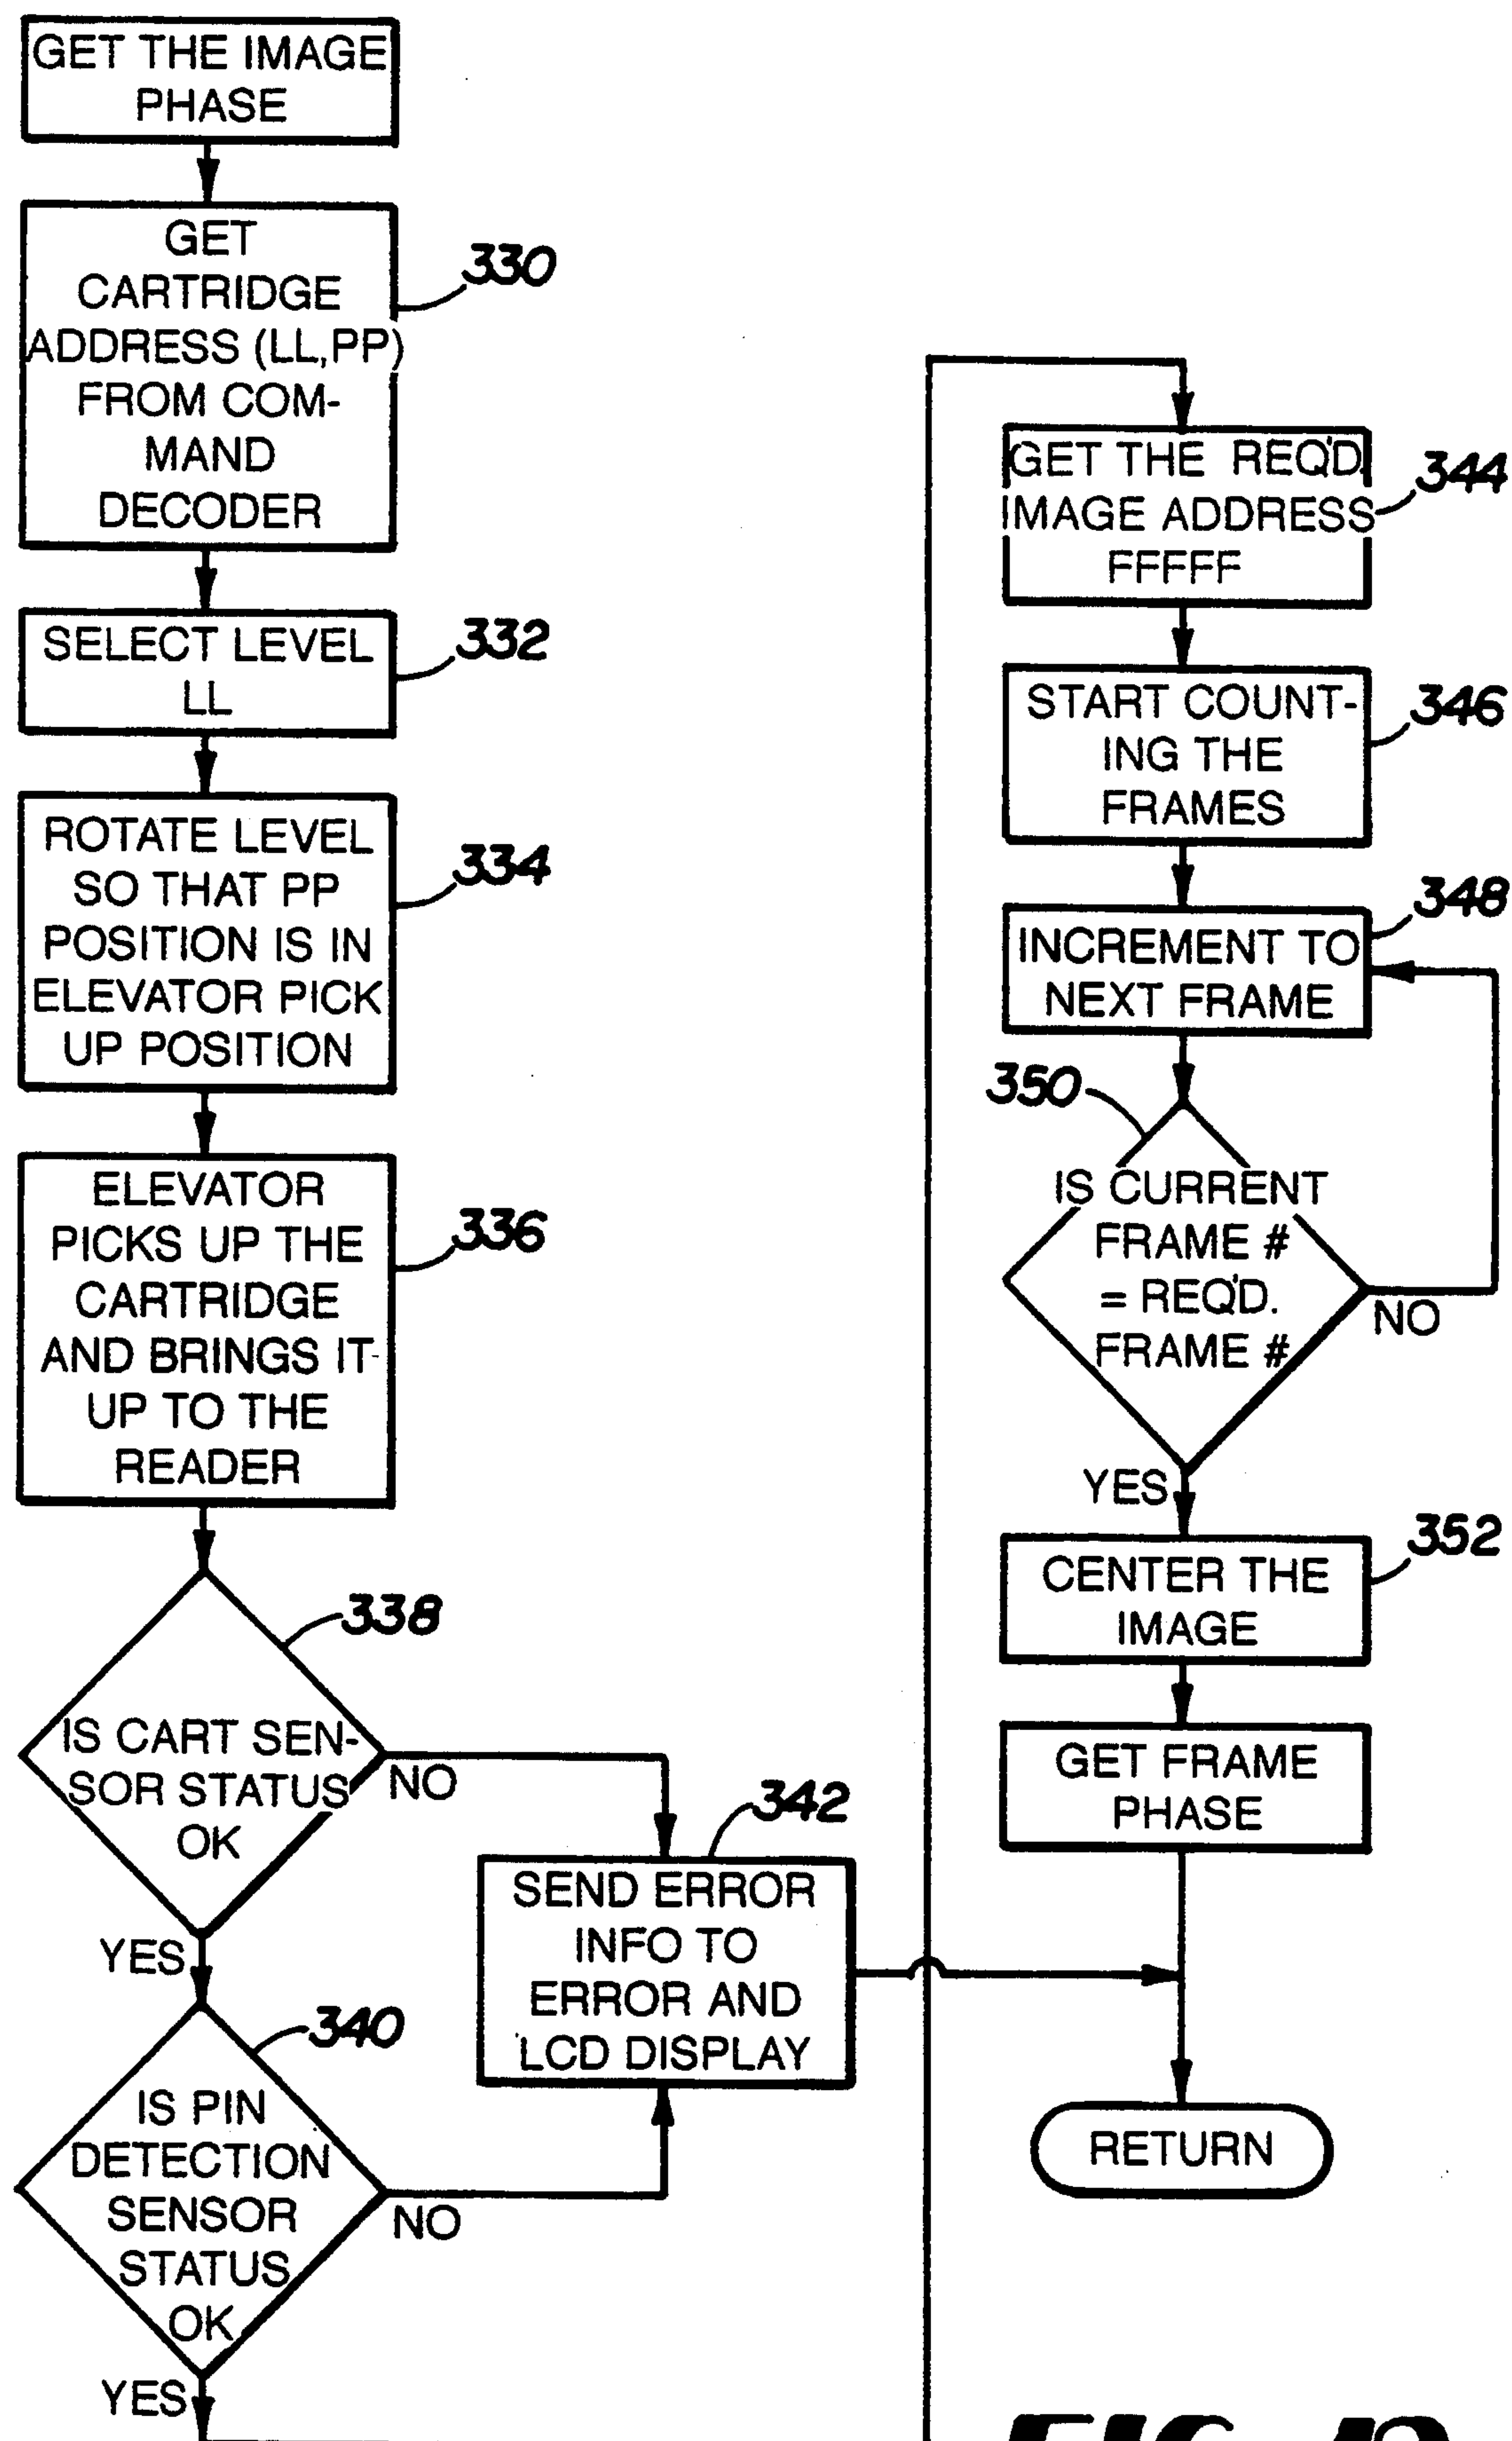 GET THE IMAGE
PHASE
GET
CARTRIDGE
ADDRESS (LL,PP)
FROM COM-
MAND
DECODER
330
SELECT LEVEL
LL
332
ROTATE LEVEL
SO THAT PP
POSITION IS IN
ELEVATOR PICK
UP POSITION
334
ELEVATOR
PICKS UP THE
CARTRIDGE
AND BRINGS IT
UP TO THE
READER
336
IS CART SEN-
SOR STATUS
OK
338
NO
YES
IS PIN
DETECTION
SENSOR
STATUS
OK
340
NO
YES
SEND ERROR
INFO TO
ERROR AND
LCD DISPLAY
342
GET THE REQ'D.
IMAGE ADDRESS
FFFFF
344
START COUNT-
ING THE
FRAMES
346
INCREMENT TO
NEXT FRAME
348
IS CURRENT
FRAME #
= REQ'D.
FRAME #
350
NO
YES
CENTER THE
IMAGE
352
GET FRAME
PHASE
RETURN